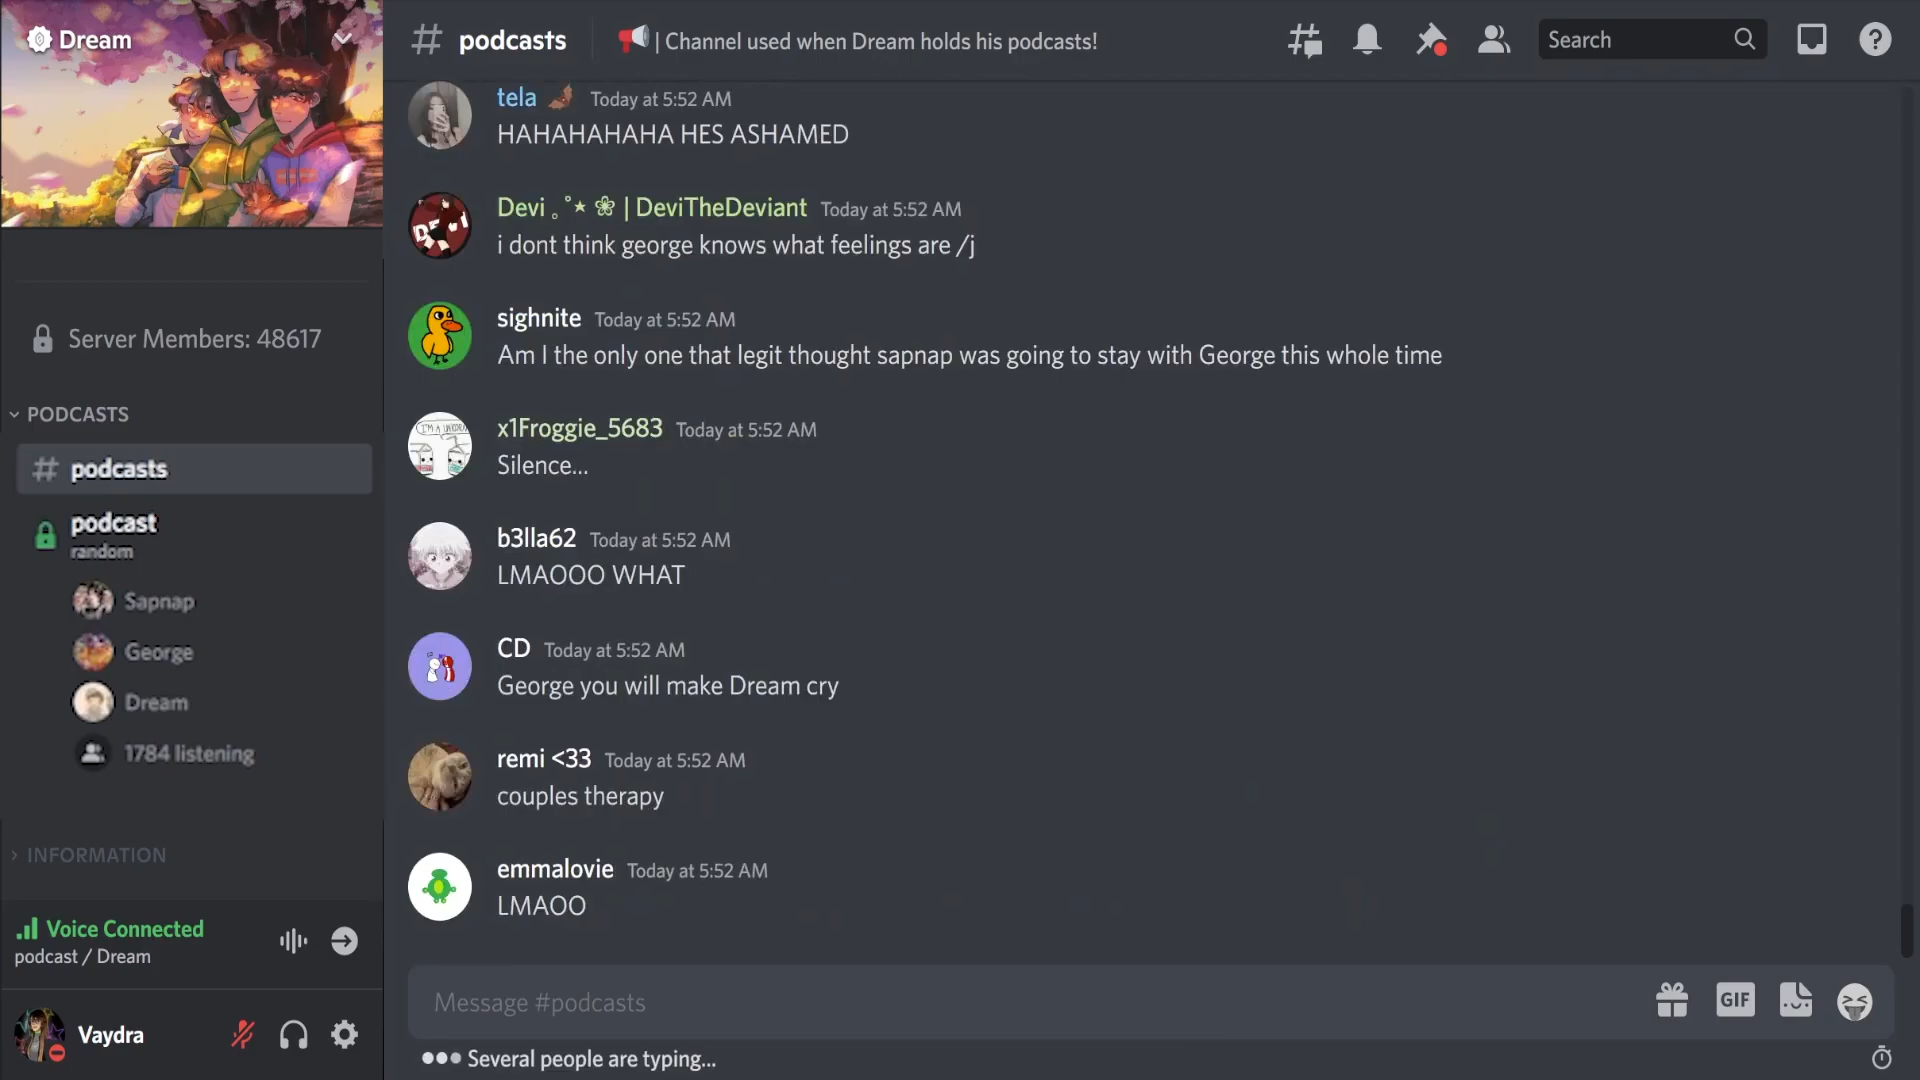 Dream
Server Members: 48617
PODCASTS
podcasts
podcast
random
Sapnap
George
Dream
1784 listening
INFORMATION
Voice Connected
podcast / Dream
Vaydra
# podcasts
| Channel used when Dream holds his podcasts!
Search
tela Today at 5:52 AM
HAHAHAHAHA HES ASHAMED
Devi 。˚⋆ ❀ | DeviTheDeviant Today at 5:52 AM
i dont think george knows what feelings are /j
sighnite Today at 5:52 AM
Am I the only one that legit thought sapnap was going to stay with George this whole time
x1Froggie_5683 Today at 5:52 AM
Silence...
b3lla62 Today at 5:52 AM
LMAOOO WHAT
CD Today at 5:52 AM
George you will make Dream cry
remi <33 Today at 5:52 AM
couples therapy
emmalovie Today at 5:52 AM
LMAOO
Message #podcasts
GIF
Several people are typing...